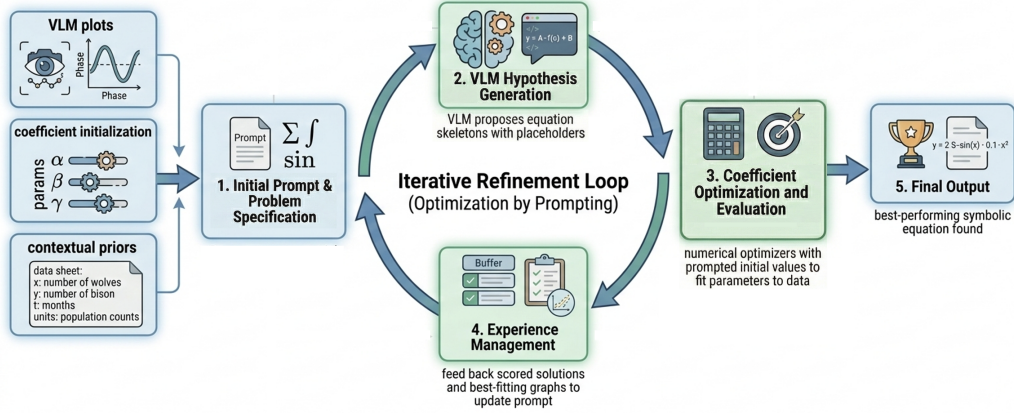 VLM plots
Phase
Phase
coefficient initialization
params
α
β
γ
contextual priors
data sheet:
x: number of wolves
y: number of bison
t: months
units: population counts
Prompt
Σ ∫
sin
1. Initial Prompt &
Problem
Specification
</>
y = A·f(c) + B
</>
2. VLM Hypothesis
Generation
VLM proposes equation
skeletons with placeholders
Iterative Refinement Loop
(Optimization by Prompting)
3. Coefficient
Optimization and
Evaluation
numerical optimizers with
prompted initial values to
fit parameters to data
Buffer
4. Experience
Management
feed back scored solutions
and best-fitting graphs to
update prompt
y = 2 S-sin(x) · 0.1·x²
5. Final Output
best-performing symbolic
equation found